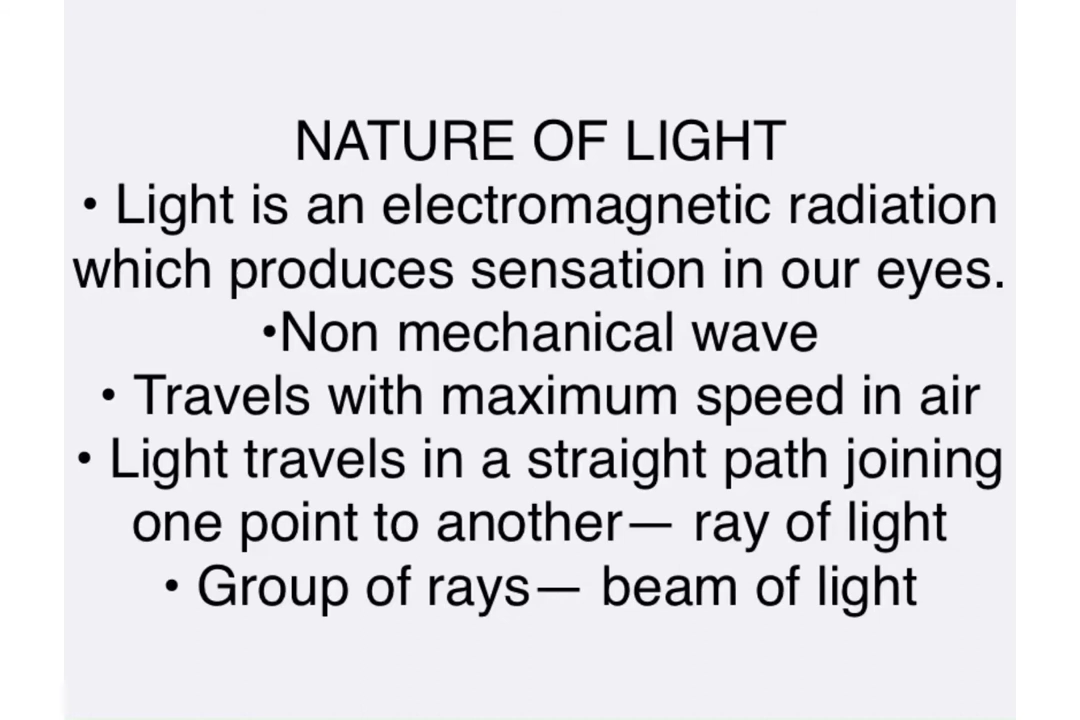 NATURE OF LIGHT
• Light is an electromagnetic radiation
which produces sensation in our eyes.
•Non mechanical wave
• Travels with maximum speed in air
• Light travels in a straight path joining
one point to another— ray of light
• Group of rays— beam of light